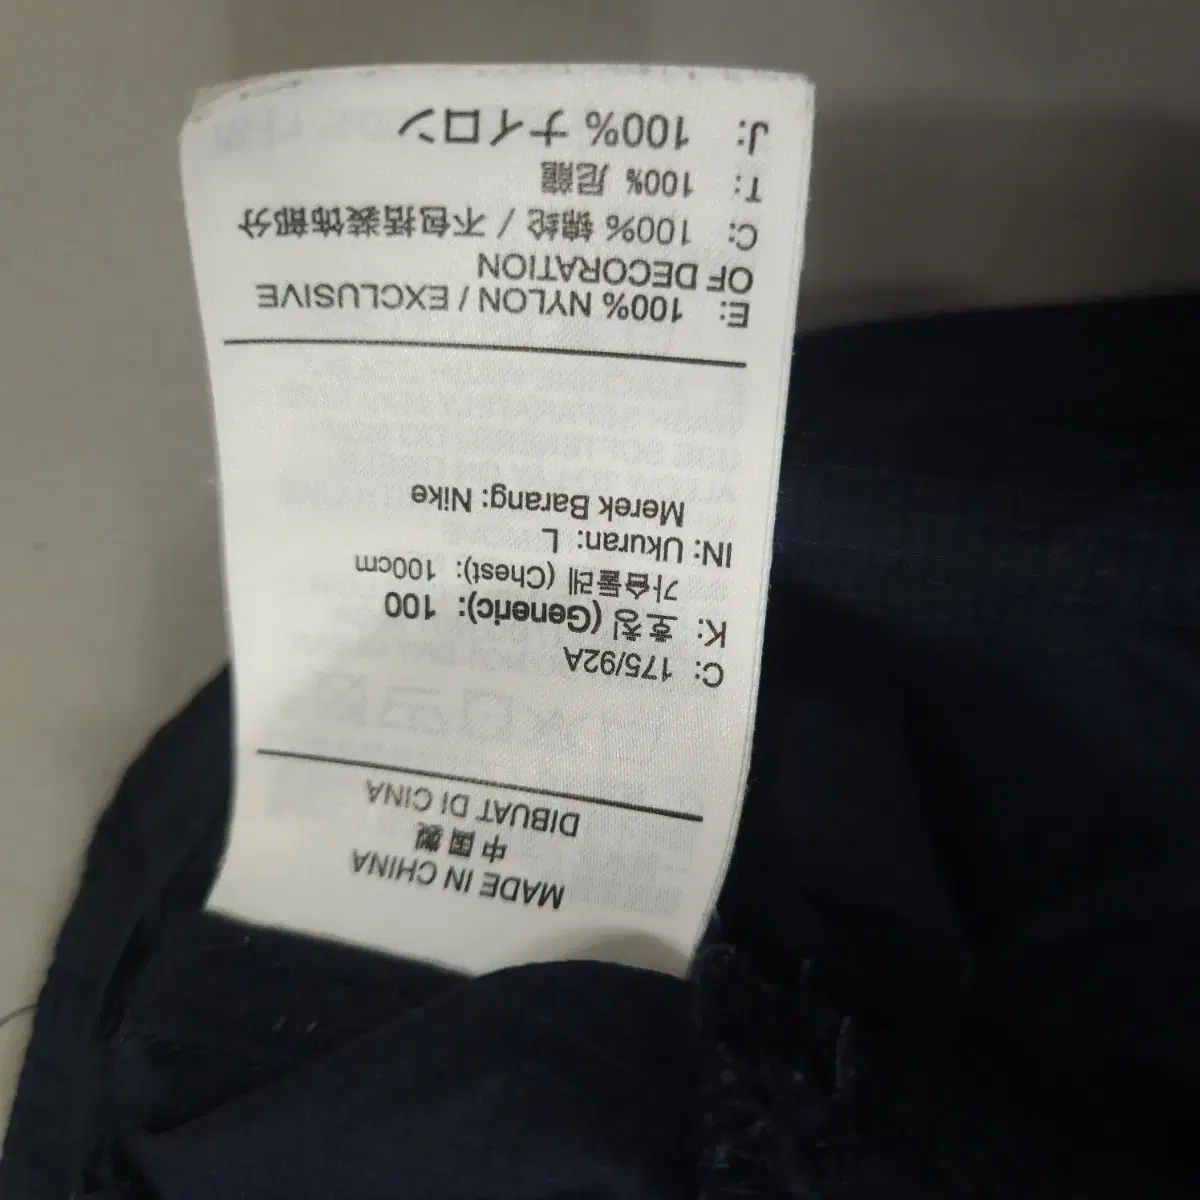 MADE IN CHINA
中国製
DIBUAT DI CINA
C: 175/92A
K: 호칭 (Generic): 100
가슴둘레 (Chest): 100cm
IN: Ukuran: L
Merek Barang: Nike
E: 100% NYLON / EXCLUSIVE
OF DECORATION
C: 100% 锦纶 / 不包括装饰部分
T: 100% 尼龍
J: 100% ナイロン